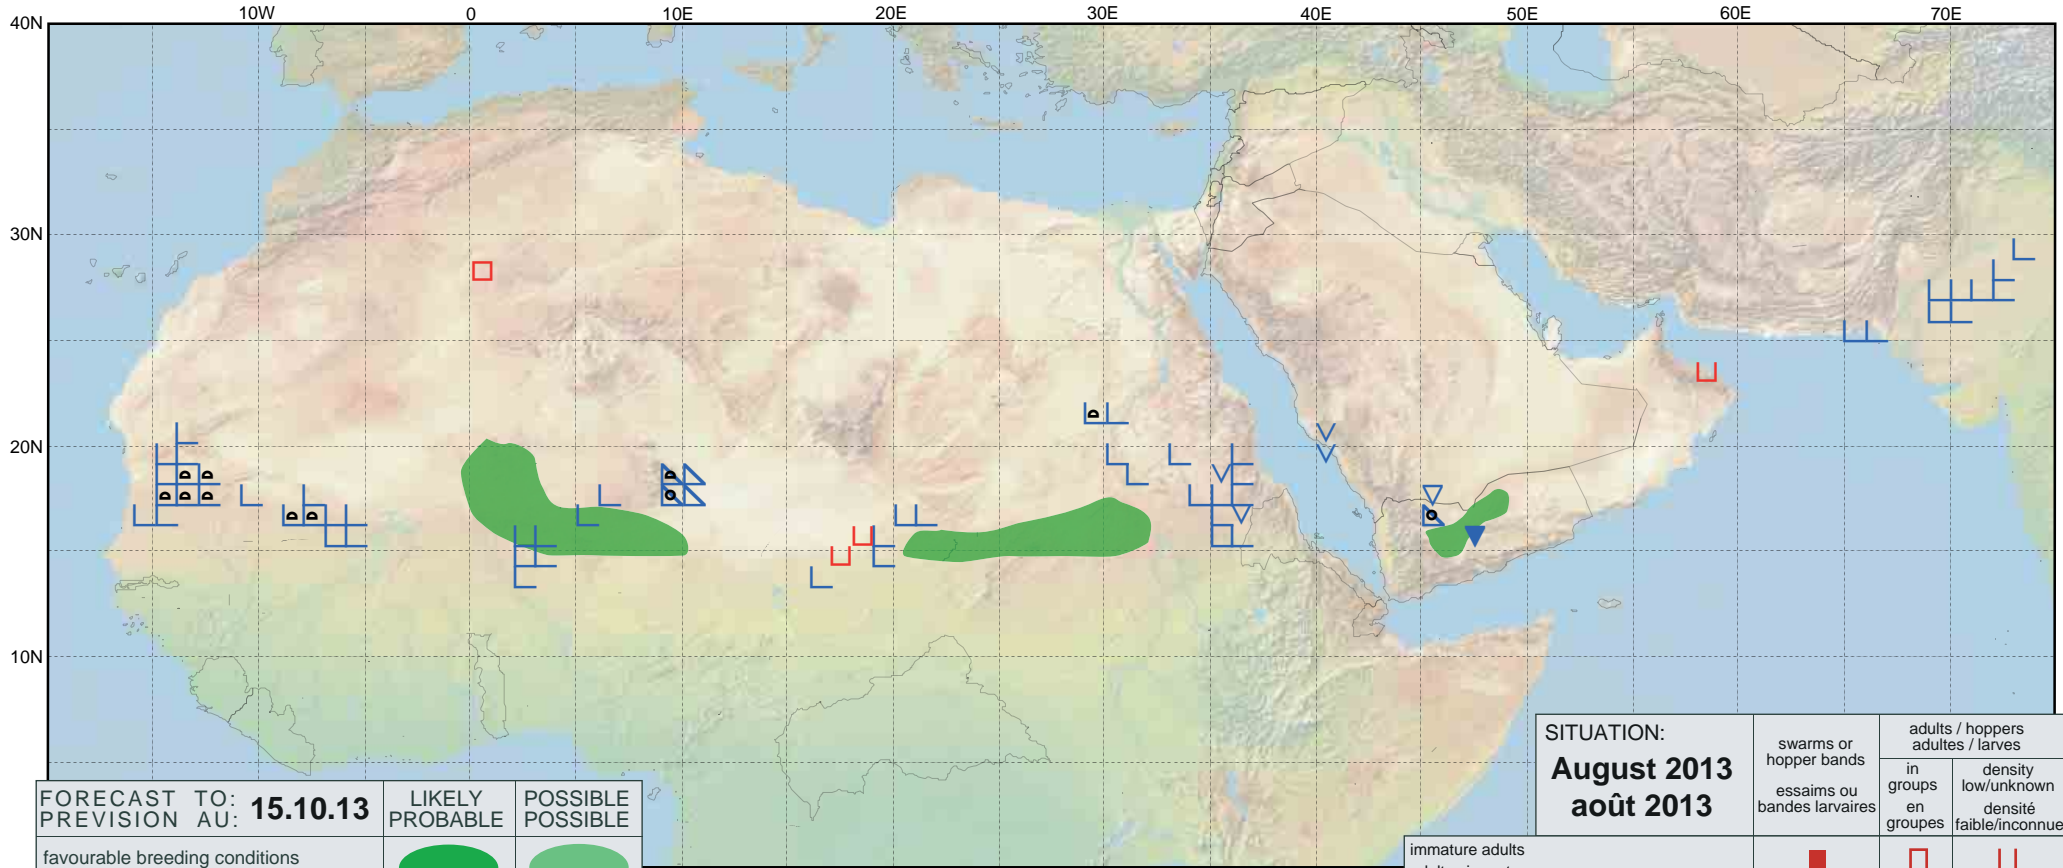 10W 0 10E 20E 30E 40E 50E 60E 70E
40N
30N
20N
10N
FORECAST TO: 15.10.13
PREVISION AU:
LIKELY
PROBABLE
POSSIBLE
POSSIBLE
favourable breeding conditions
SITUATION:
August 2013
août 2013
swarms or
hopper bands
essaims ou
bandes larvaires
adults / hoppers
adultes / larves
in
groups
en
groupes
density
low/unknown
densité
faible/inconnue
immature adults